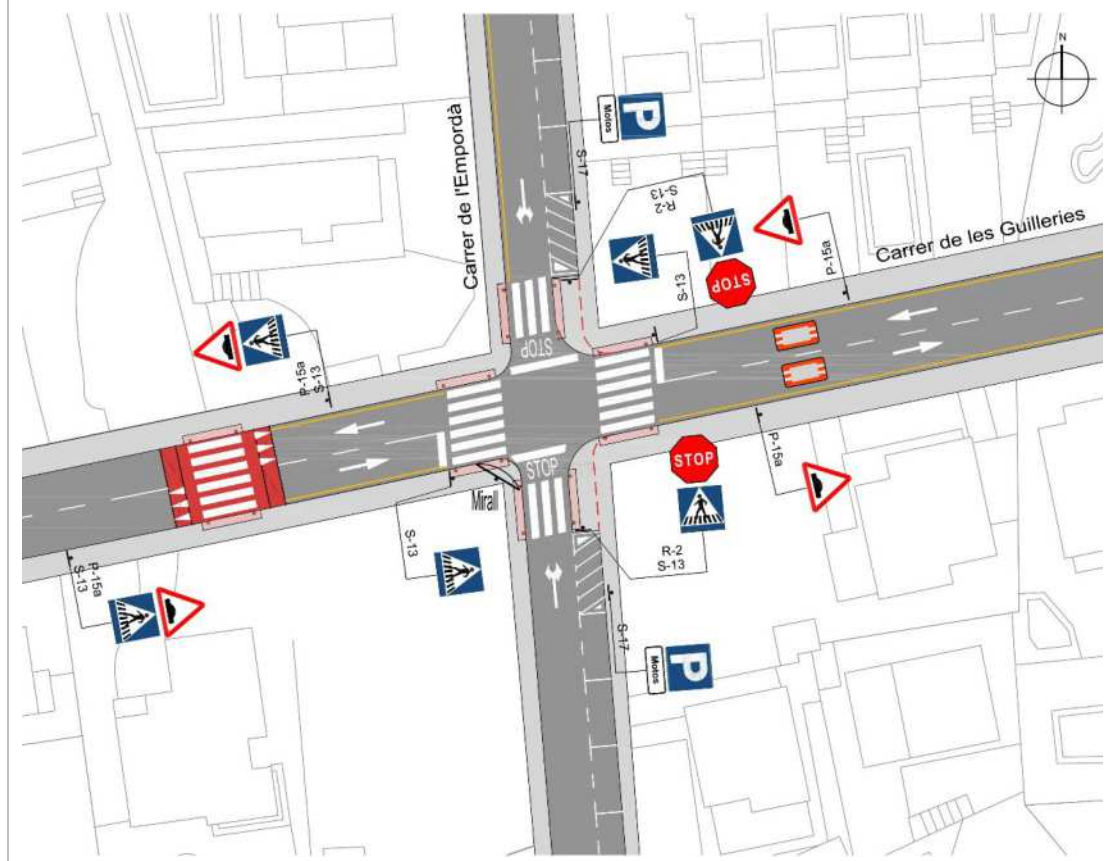 N
Carrer de l'Empordà
Motos
P
S-17
R-2
S-13
S-13
STOP
P-15a
Carrer de les Guilleries
STOP
P-15a
S-13
STOP
P-15a
STOP
Mirall
S-13
R-2
S-13
P-15a
S-13
S-17
Motos
P